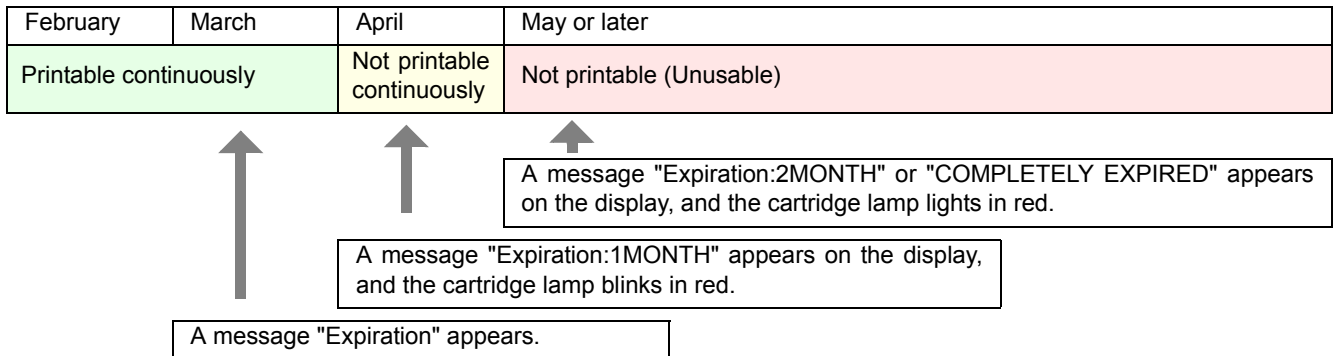 February March April May or later
Printable continuously
Not printable
continuously
Not printable (Unusable)
A message "Expiration:2MONTH" or "COMPLETELY EXPIRED" appears
on the display, and the cartridge lamp lights in red.
A message "Expiration:1MONTH" appears on the display,
and the cartridge lamp blinks in red.
A message "Expiration" appears.